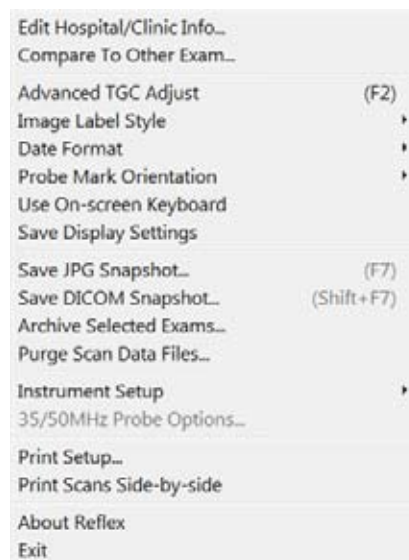 Edit Hospital/Clinic Info...
Compare To Other Exam...
Advanced TGC Adjust (F2)
Image Label Style
Date Format
Probe Mark Orientation
Use On-screen Keyboard
Save Display Settings
Save JPG Snapshot... (F7)
Save DICOM Snapshot... (Shift+F7)
Archive Selected Exams...
Purge Scan Data Files...
Instrument Setup
35/50MHz Probe Options...
Print Setup...
Print Scans Side-by-side
About Reflex
Exit